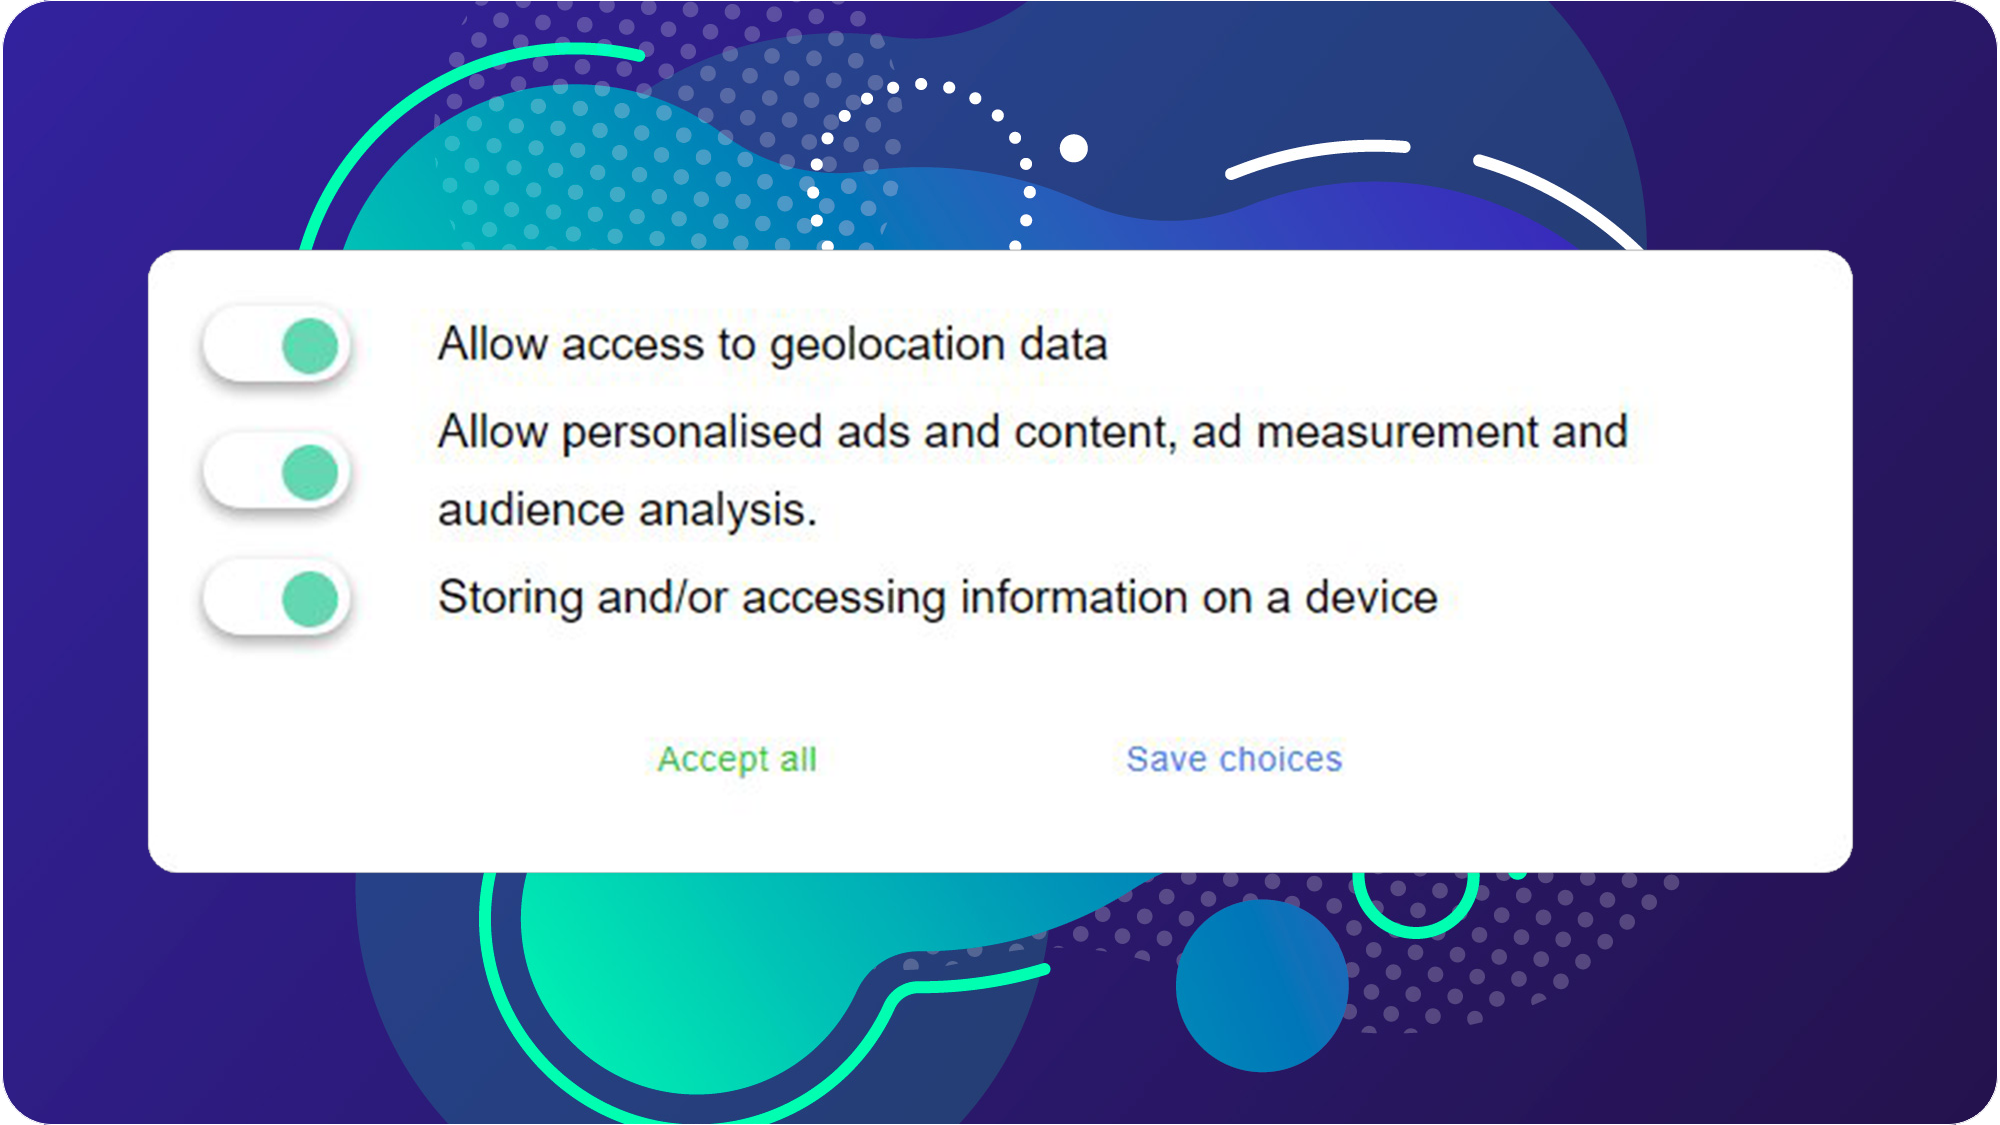 Allow access to geolocation data
Allow personalised ads and content, ad measurement and
audience analysis.
Storing and/or accessing information on a device
Accept all
Save choices